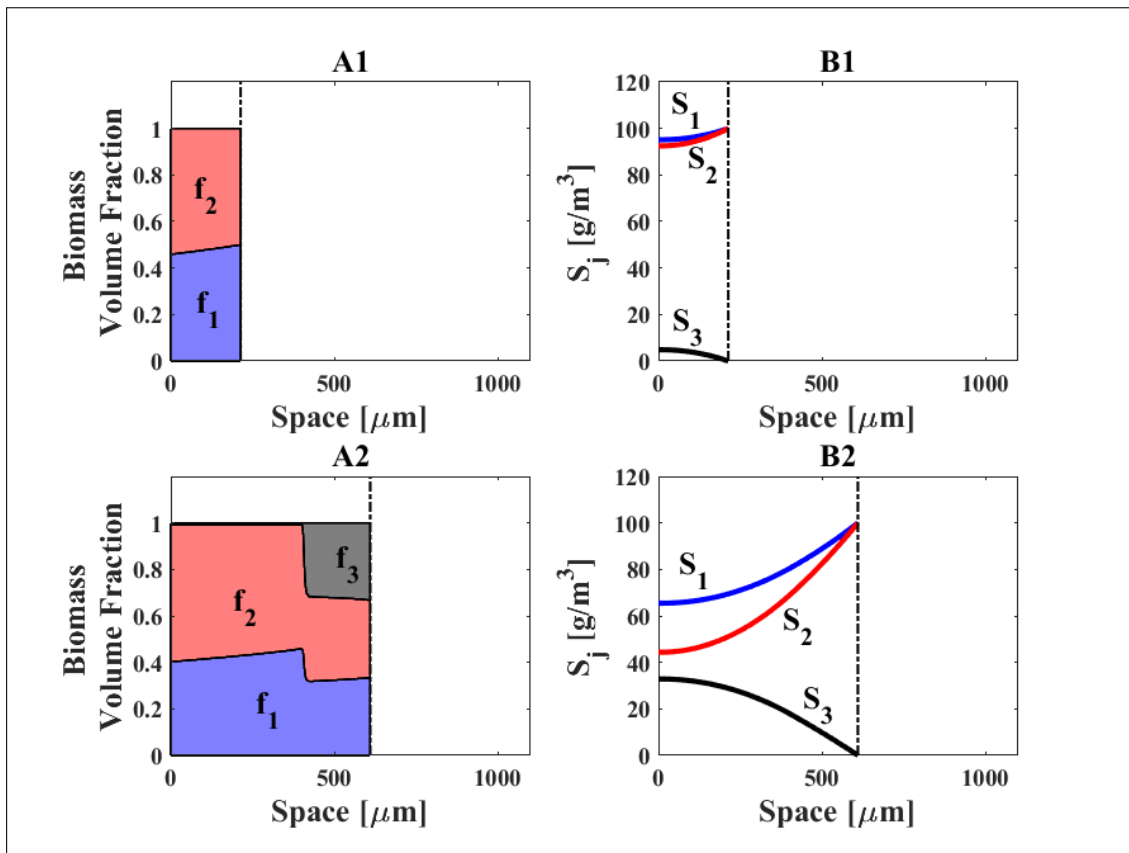 A1
Biomass
Volume Fraction
1
0.8
0.6
0.4
0.2
0
f2
f1
0
500
1000
Space [μm]
B1
Sj [g/m³]
120
100
80
60
40
20
0
S1
S2
S3
0
500
1000
Space [μm]
A2
Biomass
Volume Fraction
1
0.8
0.6
0.4
0.2
0
f3
f2
f1
0
500
1000
Space [μm]
B2
Sj [g/m³]
120
100
80
60
40
20
0
S1
S2
S3
0
500
1000
Space [μm]